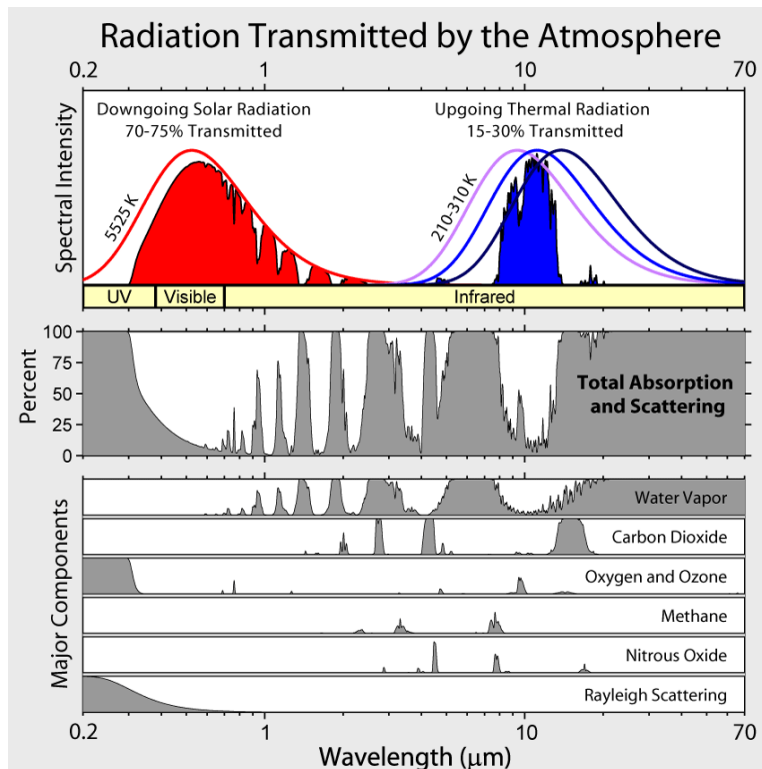 Radiation Transmitted by the Atmosphere
0.2 1 10 70
Downgoing Solar Radiation
70-75% Transmitted
Upgoing Thermal Radiation
15-30% Transmitted
Spectral Intensity
5525 K
210-310 K
UV Visible Infrared
Percent
100
75
50
25
0
Total Absorption
and Scattering
Major Components
Water Vapor
Carbon Dioxide
Oxygen and Ozone
Methane
Nitrous Oxide
Rayleigh Scattering
0.2 1 10 70
Wavelength (μm)